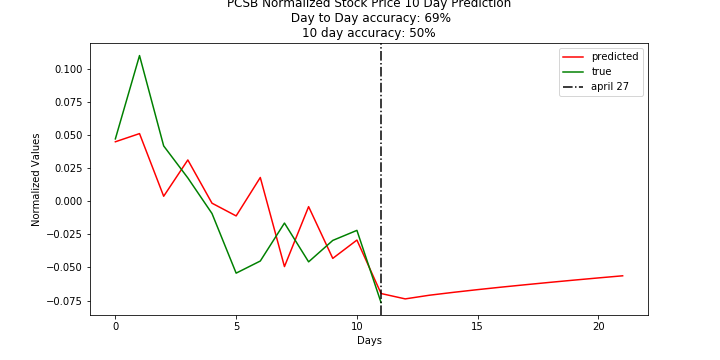 PCSB Normalized Stock Price 10 Day Prediction
Day to Day accuracy: 69%
10 day accuracy: 50%
predicted
true
april 27
Normalized Values
0.100
0.075
0.050
0.025
0.000
−0.025
−0.050
−0.075
0 5 10 15 20
Days